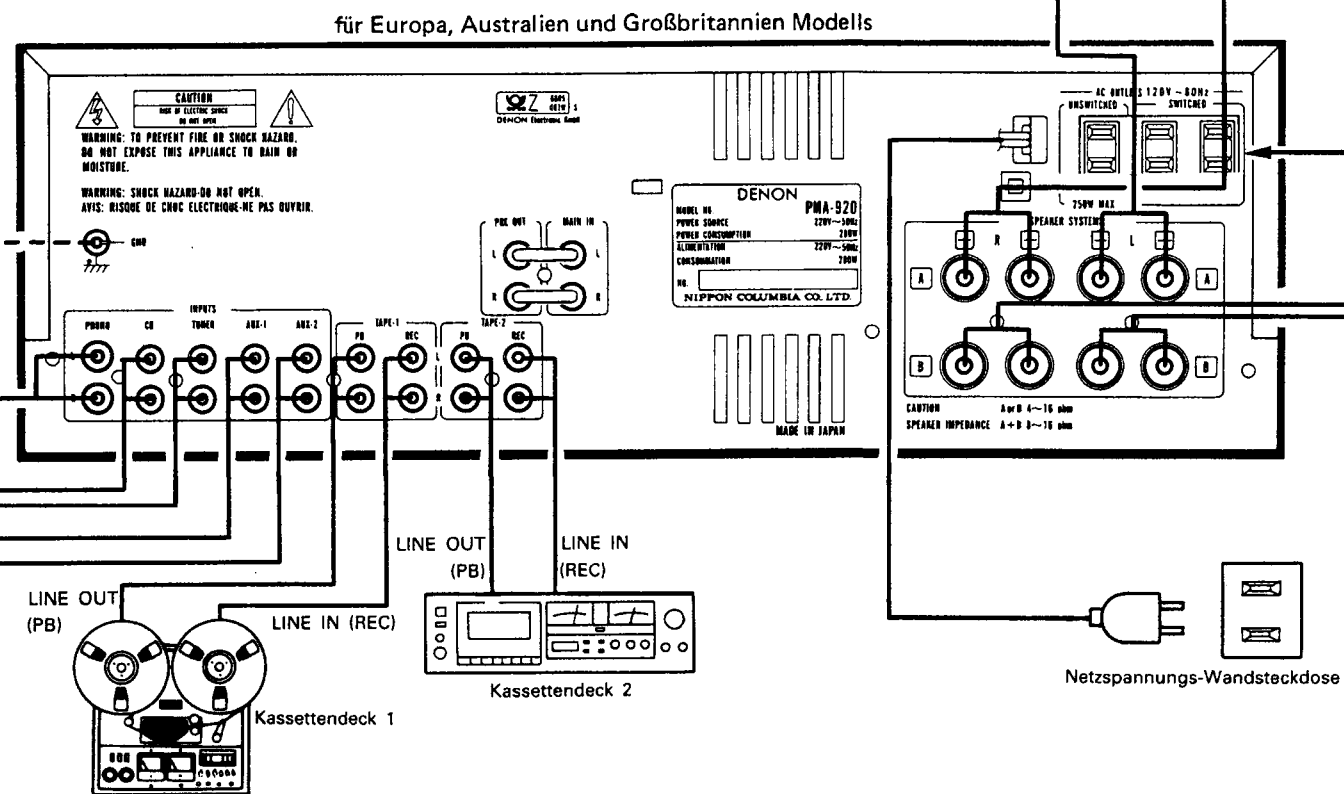 für Europa, Australien und Großbritannien Modells
CAUTION
RISK OF ELECTRIC SHOCK
DO NOT OPEN
WARNING: TO PREVENT FIRE OR SHOCK HAZARD,
DO NOT EXPOSE THIS APPLIANCE TO RAIN OR
MOISTURE.
WARNING: SHOCK HAZARD-DO NOT OPEN.
AVIS: RISQUE DE CHOC ELECTRIQUE-NE PAS OUVRIR.
Z
DENON Electronic GmbH
AC OUTLETS 120V ~ 60Hz
UNSWITCHED SWITCHED
250W MAX
GND
PRE OUT MAIN IN
L L
R R
DENON
MODEL NO. PMA-920
POWER SOURCE 220V~50Hz
POWER CONSUMPTION 280W
ALIMENTATION 220V~50Hz
CONSOMMATION 280W
NO.
NIPPON COLUMBIA CO. LTD.
SPEAKER SYSTEMS
R L
A A
B B
INPUTS
PHONO CD TUNER AUX-1 AUX-2
TAPE-1 TAPE-2
PB REC PB REC
L
R
MADE IN JAPAN
CAUTION A or B 4~16 ohm
SPEAKER IMPEDANCE A+B 8~16 ohm
LINE OUT
(PB)
LINE IN
(REC)
LINE OUT
(PB)
LINE IN (REC)
Kassettendeck 2
Kassettendeck 1
Netzspannungs-Wandsteckdose